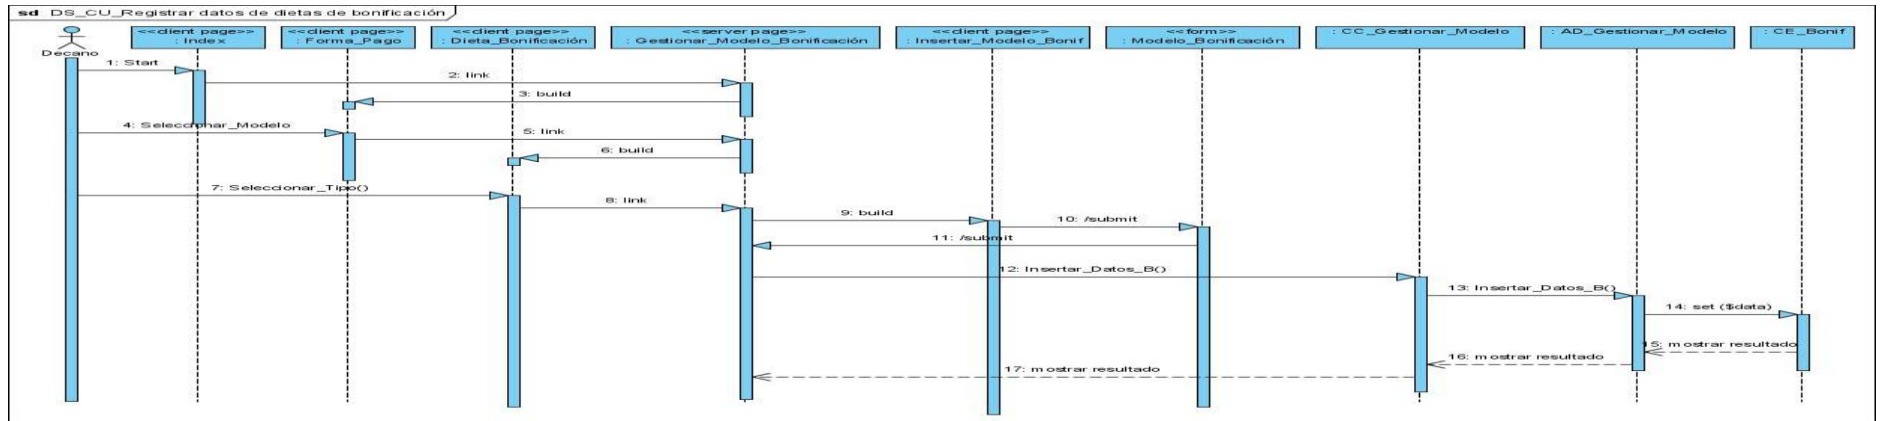 sd DS_CU_Registrar datos de dietas de bonificación
Decano
<<client page>>
: Index
<<client page>>
: Forma_Pago
<<client page>>
: Dieta_Bonificación
<<server page>>
: Gestionar_Modelo_Bonificación
<<client page>>
: Insertar_Modelo_Bonif
<<form>>
: Modelo_Bonificación
: CC_Gestionar_Modelo
: AD_Gestionar_Modelo
: CE_Bonif
1: Start
2: link
3: build
4: Seleccionar_Modelo
5: link
6: build
7: Seleccionar_Tipo()
8: link
9: build
10: /submit
11: /submit
12: Insertar_Datos_B()
13: Insertar_Datos_B()
14: set ($data)
15: mostrar resultado
16: mostrar resultado
17: mostrar resultado